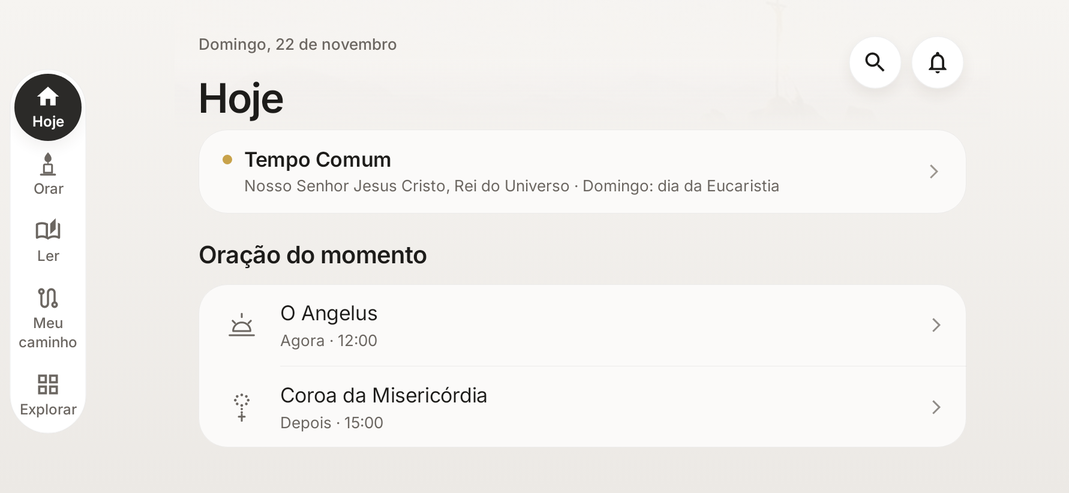 Domingo, 22 de novembro
Hoje
Hoje
Orar
Ler
Meu
caminho
Explorar
Tempo Comum
Nosso Senhor Jesus Cristo, Rei do Universo · Domingo: dia da Eucaristia
Oração do momento
O Angelus
Agora · 12:00
Coroa da Misericórdia
Depois · 15:00